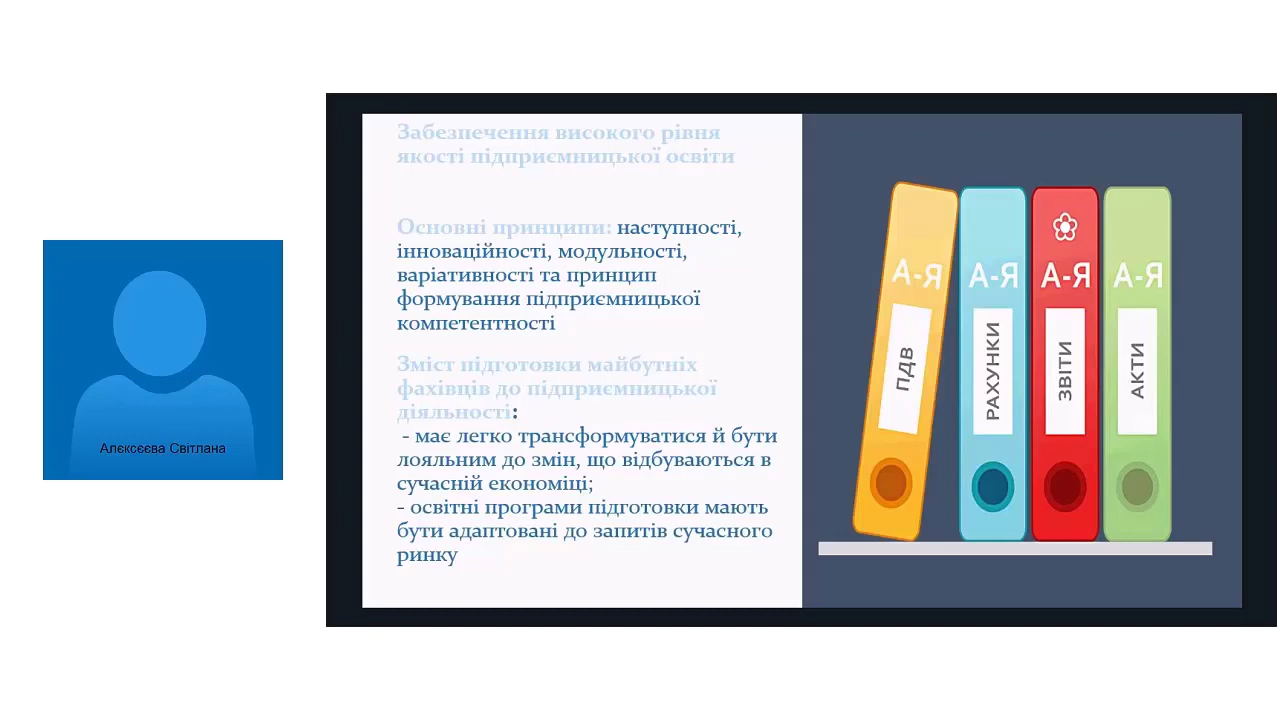 Забезпечення високого рівня
якості підприємницької освіти
Основні принципи: наступності,
інноваційності, модульності,
варіативності та принцип
формування підприємницької
компетентності
Зміст підготовки майбутніх
фахівців до підприємницької
діяльності:
- має легко трансформуватися й бути
лояльним до змін, що відбуваються в
сучасній економіці;
- освітні програми підготовки мають
бути адаптовані до запитів сучасного
ринку
А-Я
А-Я
А-Я
А-Я
ПДВ
РАХУНКИ
ЗВІТИ
АКТИ
Алєксєєва Світлана